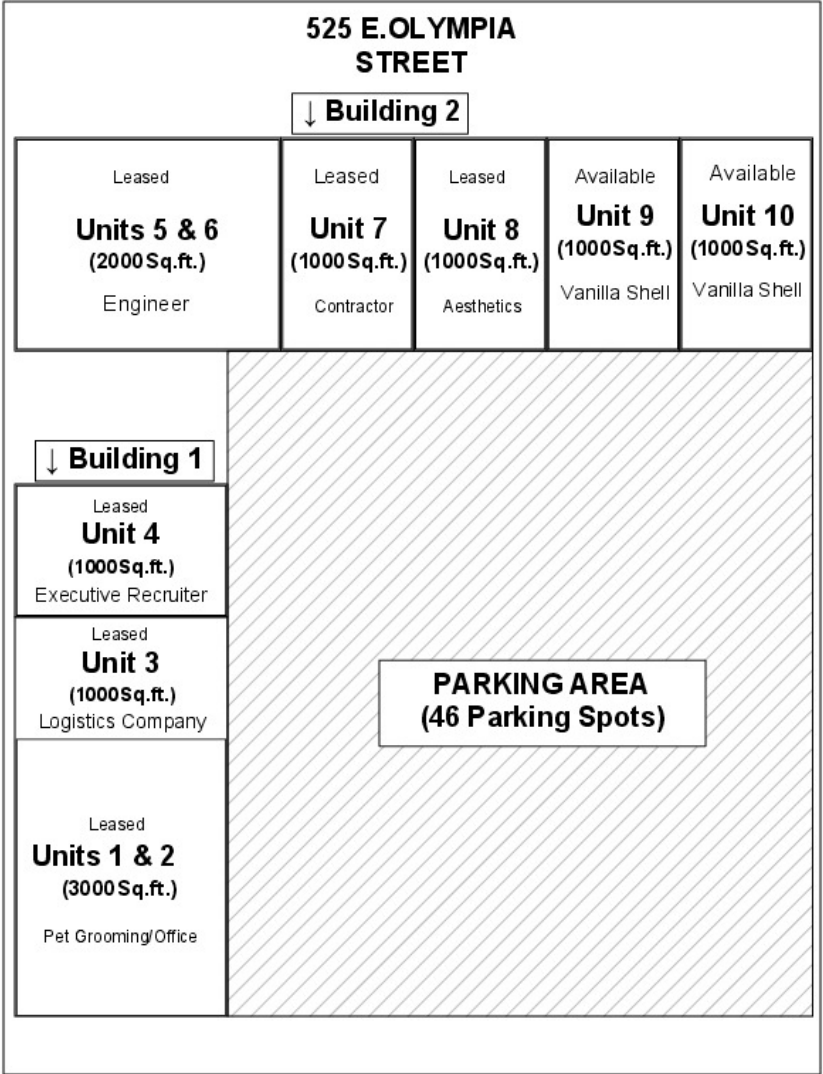 525 E.OLYMPIA
STREET
↓ Building 2
Leased
Units 5 & 6
(2000Sq.ft.)
Engineer
Leased
Unit 7
(1000Sq.ft.)
Contractor
Leased
Unit 8
(1000Sq.ft.)
Aesthetics
Available
Unit 9
(1000Sq.ft.)
Vanilla Shell
Available
Unit 10
(1000Sq.ft.)
Vanilla Shell
↓ Building 1
Leased
Unit 4
(1000Sq.ft.)
Executive Recruiter
Leased
Unit 3
(1000Sq.ft.)
Logistics Company
Leased
Units 1 & 2
(3000Sq.ft.)
Pet Grooming/Office
PARKING AREA
(46 Parking Spots)